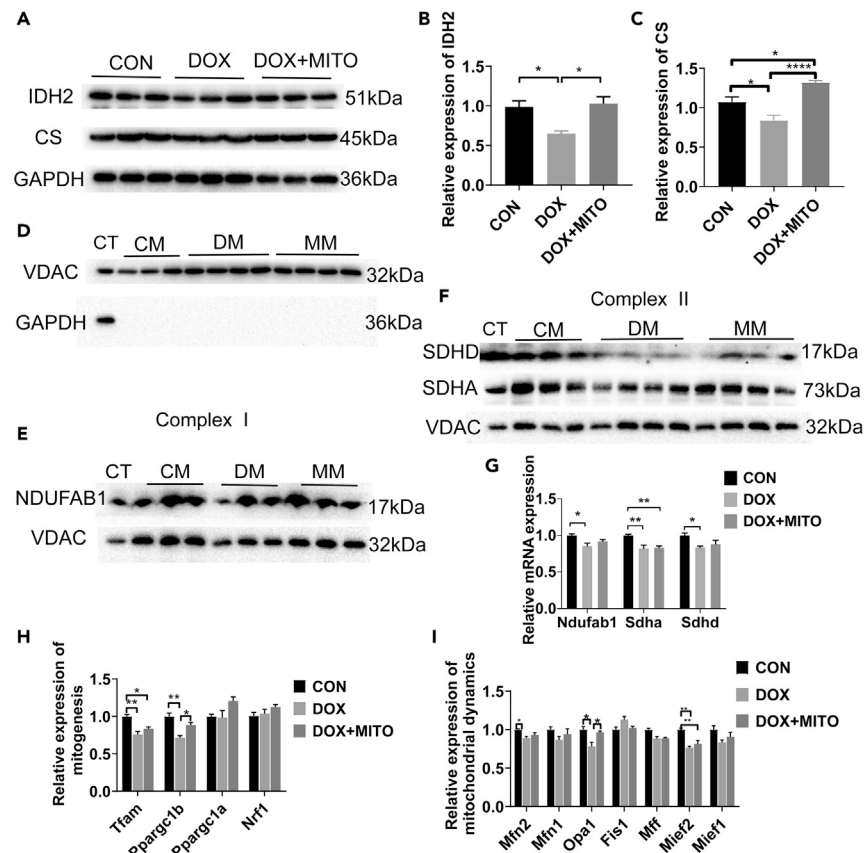 A
CON DOX DOX+MITO
IDH2 51kDa
CS 45kDa
GAPDH 36kDa
B
Relative expression of IDH2
1.5
1.0
0.5
0.0
* *
CON DOX DOX+MITO
C
Relative expression of CS
1.5
1.0
0.5
0.0
*
* ****
CON DOX DOX+MITO
D
CT CM DM MM
VDAC 32kDa
GAPDH 36kDa
E
Complex I
CT CM DM MM
NDUFAB1 17kDa
VDAC 32kDa
F
Complex II
CT CM DM MM
SDHD 17kDa
SDHA 73kDa
VDAC 32kDa
G
Relative mRNA expression
1.5
1.0
0.5
0.0
* ** ** *
Ndufab1 Sdha Sdhd
CON
DOX
DOX+MITO
H
Relative expression of
mitogenesis
1.5
1.0
0.5
0.0
* ** ** *
Tfam Ppargc1b Ppargc1a Nrf1
CON
DOX
DOX+MITO
I
Relative expression of
mitochondrial dynamics
1.5
1.0
0.5
0.0
* * * ** **
Mfn2 Mfn1 Opa1 Fis1 Mff Mief2 Mief1
CON
DOX
DOX+MITO